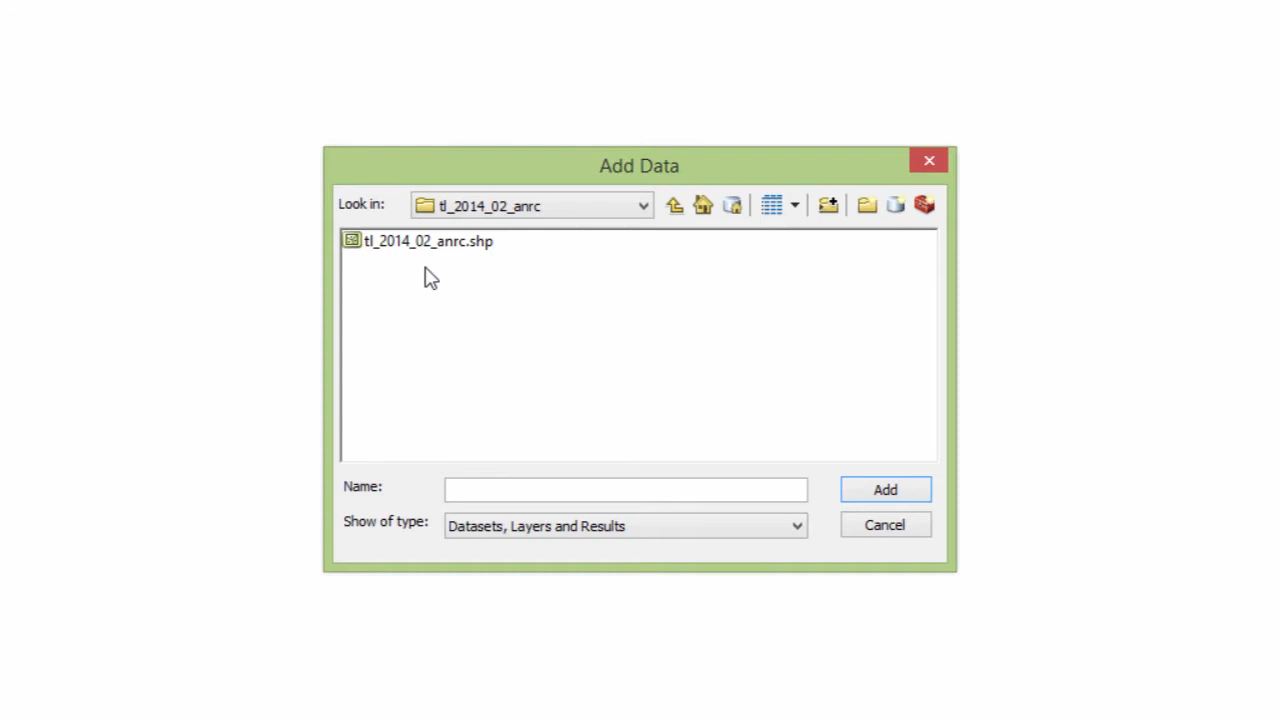 Add Data
Look in: tl_2014_02_anrc
tl_2014_02_anrc.shp
Name: Add
Show of type: Datasets, Layers and Results Cancel